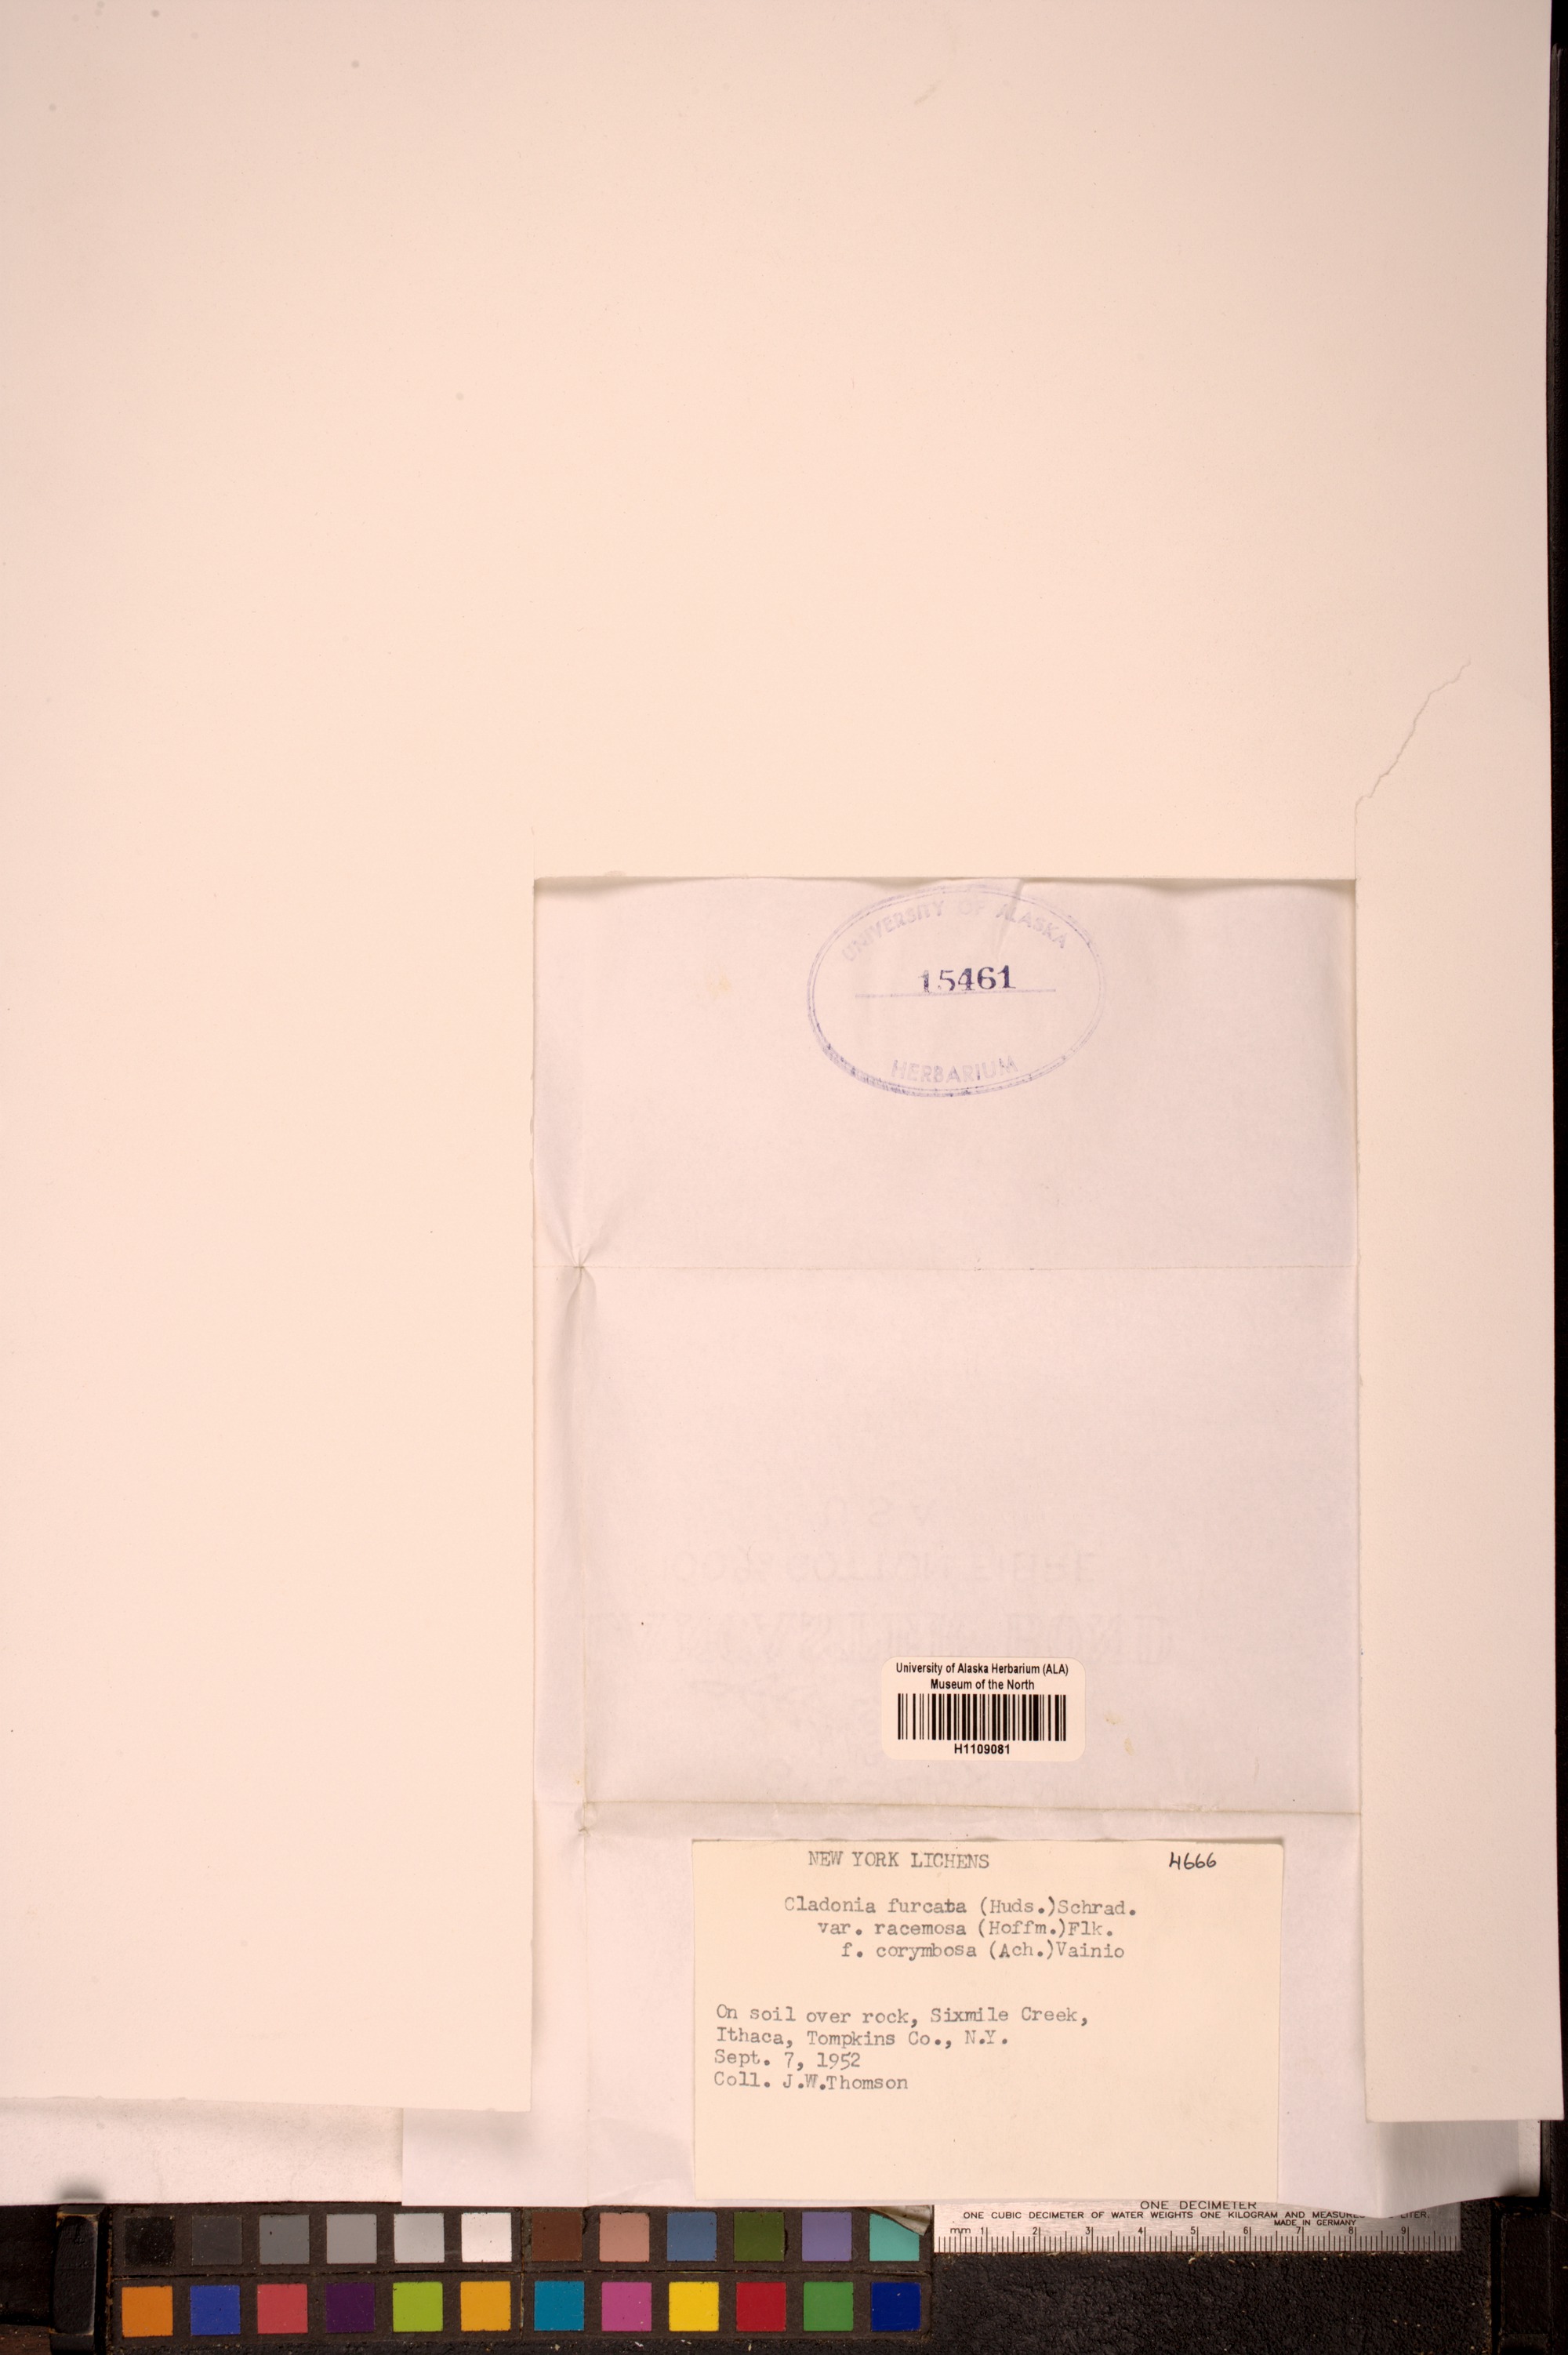 UNIVERSITY OF ALASKA
15461
HERBARIUM
University of Alaska Herbarium (ALA)
Museum of the North
H1109081
NEW YORK LICHENS 4666
Cladonia furcata (Huds.)Schrad.
var. racemosa (Hoffm.)Flk.
f. corymbosa (Ach.)Vainio
On soil over rock, Sixmile Creek,
Ithaca, Tompkins Co., N.Y.
Sept. 7, 1952
Coll. J.W.Thomson
ONE DECIMETER
ONE CUBIC DECIMETER OF WATER WEIGHTS ONE KILOGRAM AND MEASURES LITER.
MADE IN GERMANY
mm 1 2 3 4 5 6 7 8 9